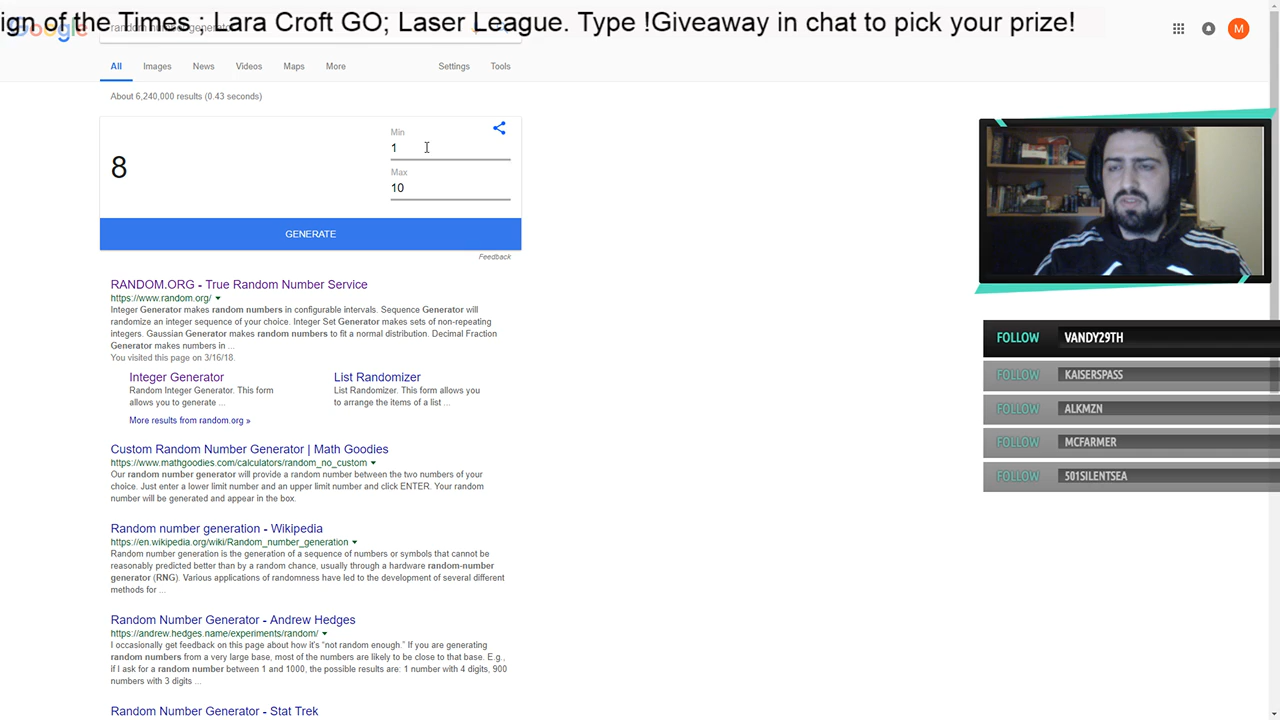 ign of the Times ; Lara Croft GO; Laser League. Type !Giveaway in chat to pick your prize!
Google
M
All Images News Videos Maps More Settings Tools
About 6,240,000 results (0.43 seconds)
8
Min
1
Max
10
GENERATE
Feedback
RANDOM.ORG - True Random Number Service
https://www.random.org/
Integer Generator makes random numbers in configurable intervals. Sequence Generator will
randomize an integer sequence of your choice. Integer Set Generator makes sets of non-repeating
integers. Gaussian Generator makes random numbers to fit a normal distribution. Decimal Fraction
Generator makes numbers in ...
You visited this page on 3/16/18.
Integer Generator
Random Integer Generator. This form
allows you to generate ...
List Randomizer
List Randomizer. This form allows you
to arrange the items of a list ...
More results from random.org »
Custom Random Number Generator | Math Goodies
https://www.mathgoodies.com/calculators/random_no_custom
Our random number generator will provide a random number between the two numbers of your
choice. Just enter a lower limit number and an upper limit number and click ENTER. Your random
number will be generated and appear in the box.
Random number generation - Wikipedia
https://en.wikipedia.org/wiki/Random_number_generation
Random number generation is the generation of a sequence of numbers or symbols that cannot be
reasonably predicted better than by a random chance, usually through a hardware random-number
generator (RNG). Various applications of randomness have led to the development of several different
methods for ...
Random Number Generator - Andrew Hedges
https://andrew.hedges.name/experiments/random/
I occasionally get feedback on this page about how it's "not random enough." If you are generating
random numbers from a very large base, most of the numbers are likely to be close to that base. E.g.,
if I ask for a random number between 1 and 1000, the possible results are: 1 number with 4 digits, 900
numbers with 3 digits ...
Random Number Generator - Stat Trek
FOLLOW VANDY29TH
FOLLOW KAISERSPASS
FOLLOW ALKMZN
FOLLOW MCFARMER
FOLLOW 501SILENTSEA